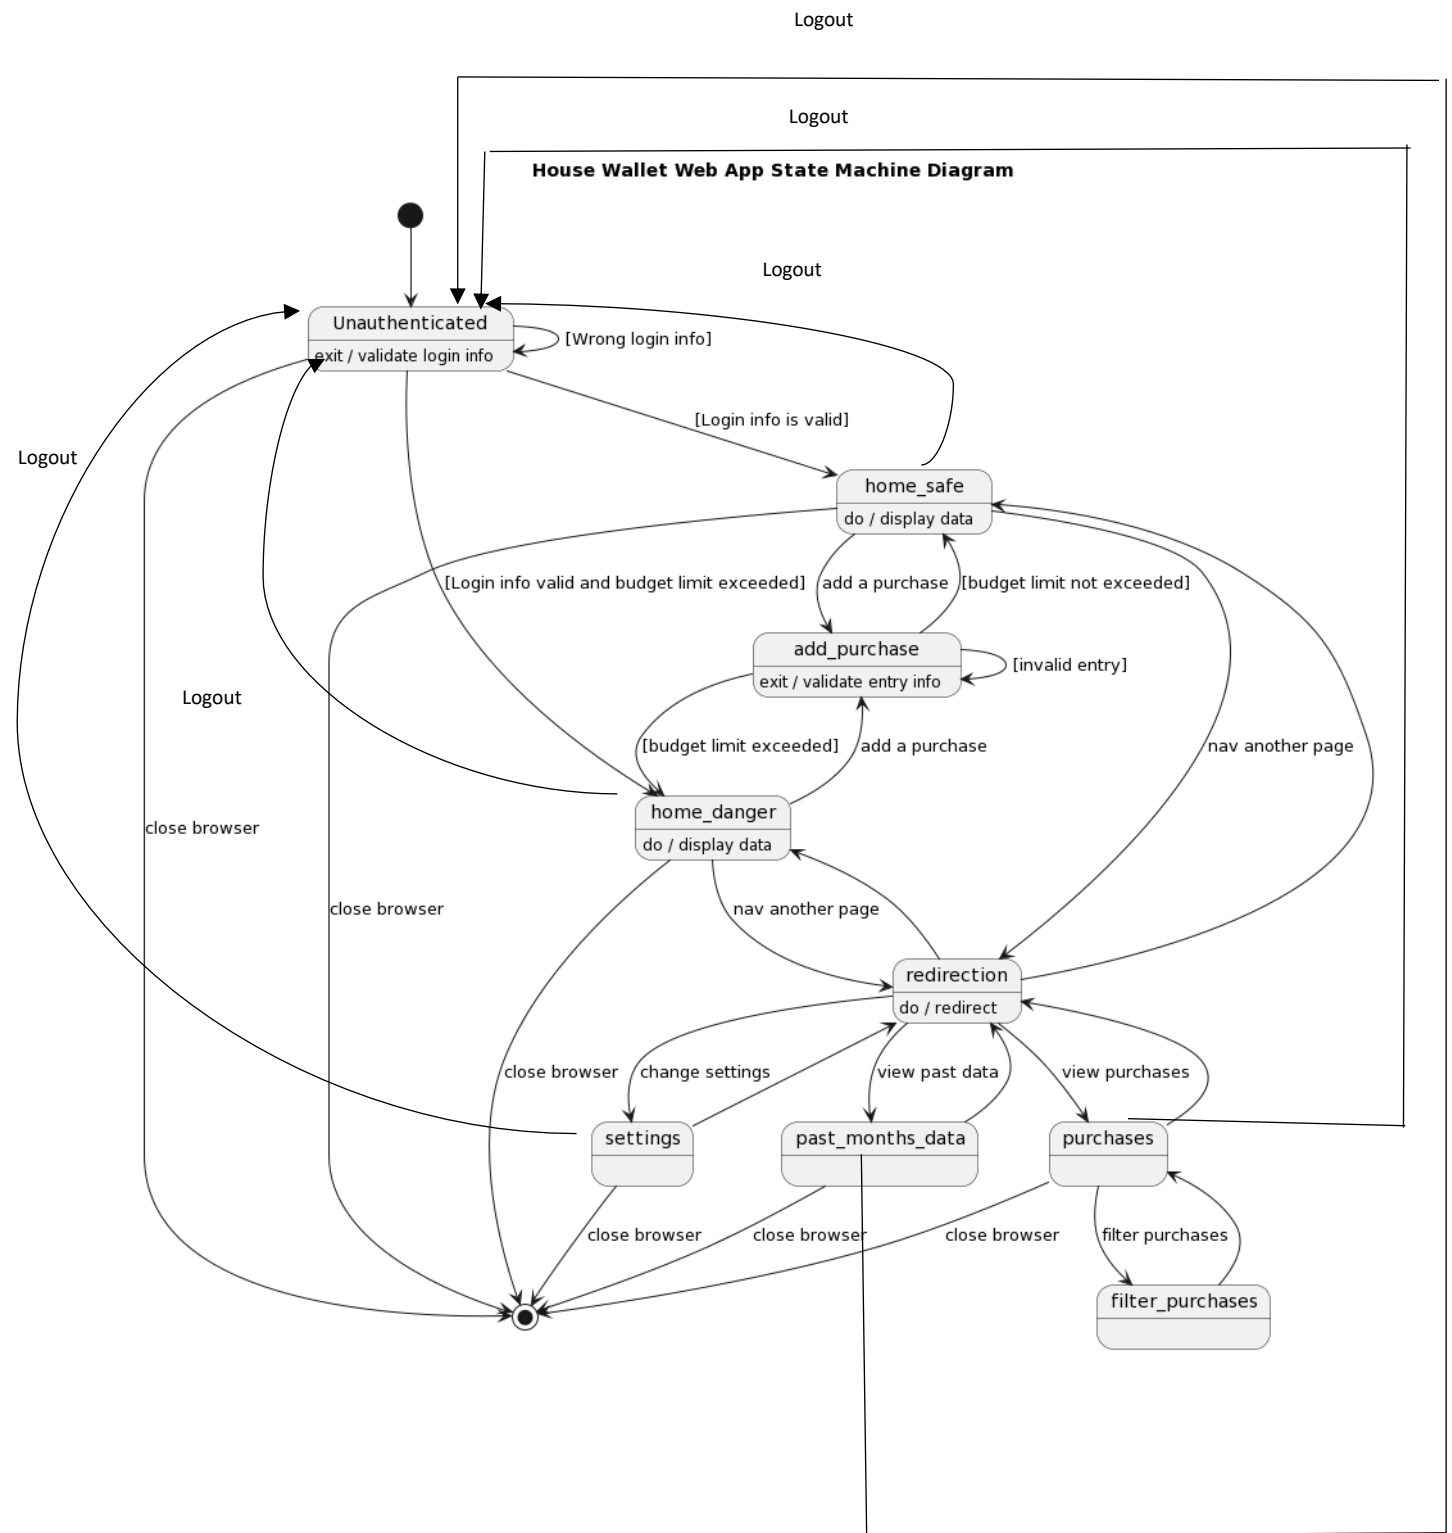 Logout
Logout
House Wallet Web App State Machine Diagram
Logout
Unauthenticated
[Wrong login info]
exit / validate login info
[Login info is valid]
Logout
home_safe
do / display data
[Login info valid and budget limit exceeded]
add a purchase
[budget limit not exceeded]
add_purchase
[invalid entry]
exit / validate entry info
Logout
[budget limit exceeded]
add a purchase
nav another page
home_danger
close browser
do / display data
close browser
nav another page
redirection
do / redirect
close browser
change settings
view past data
view purchases
settings
past_months_data
purchases
close browser
close browser
close browser
filter purchases
filter_purchases